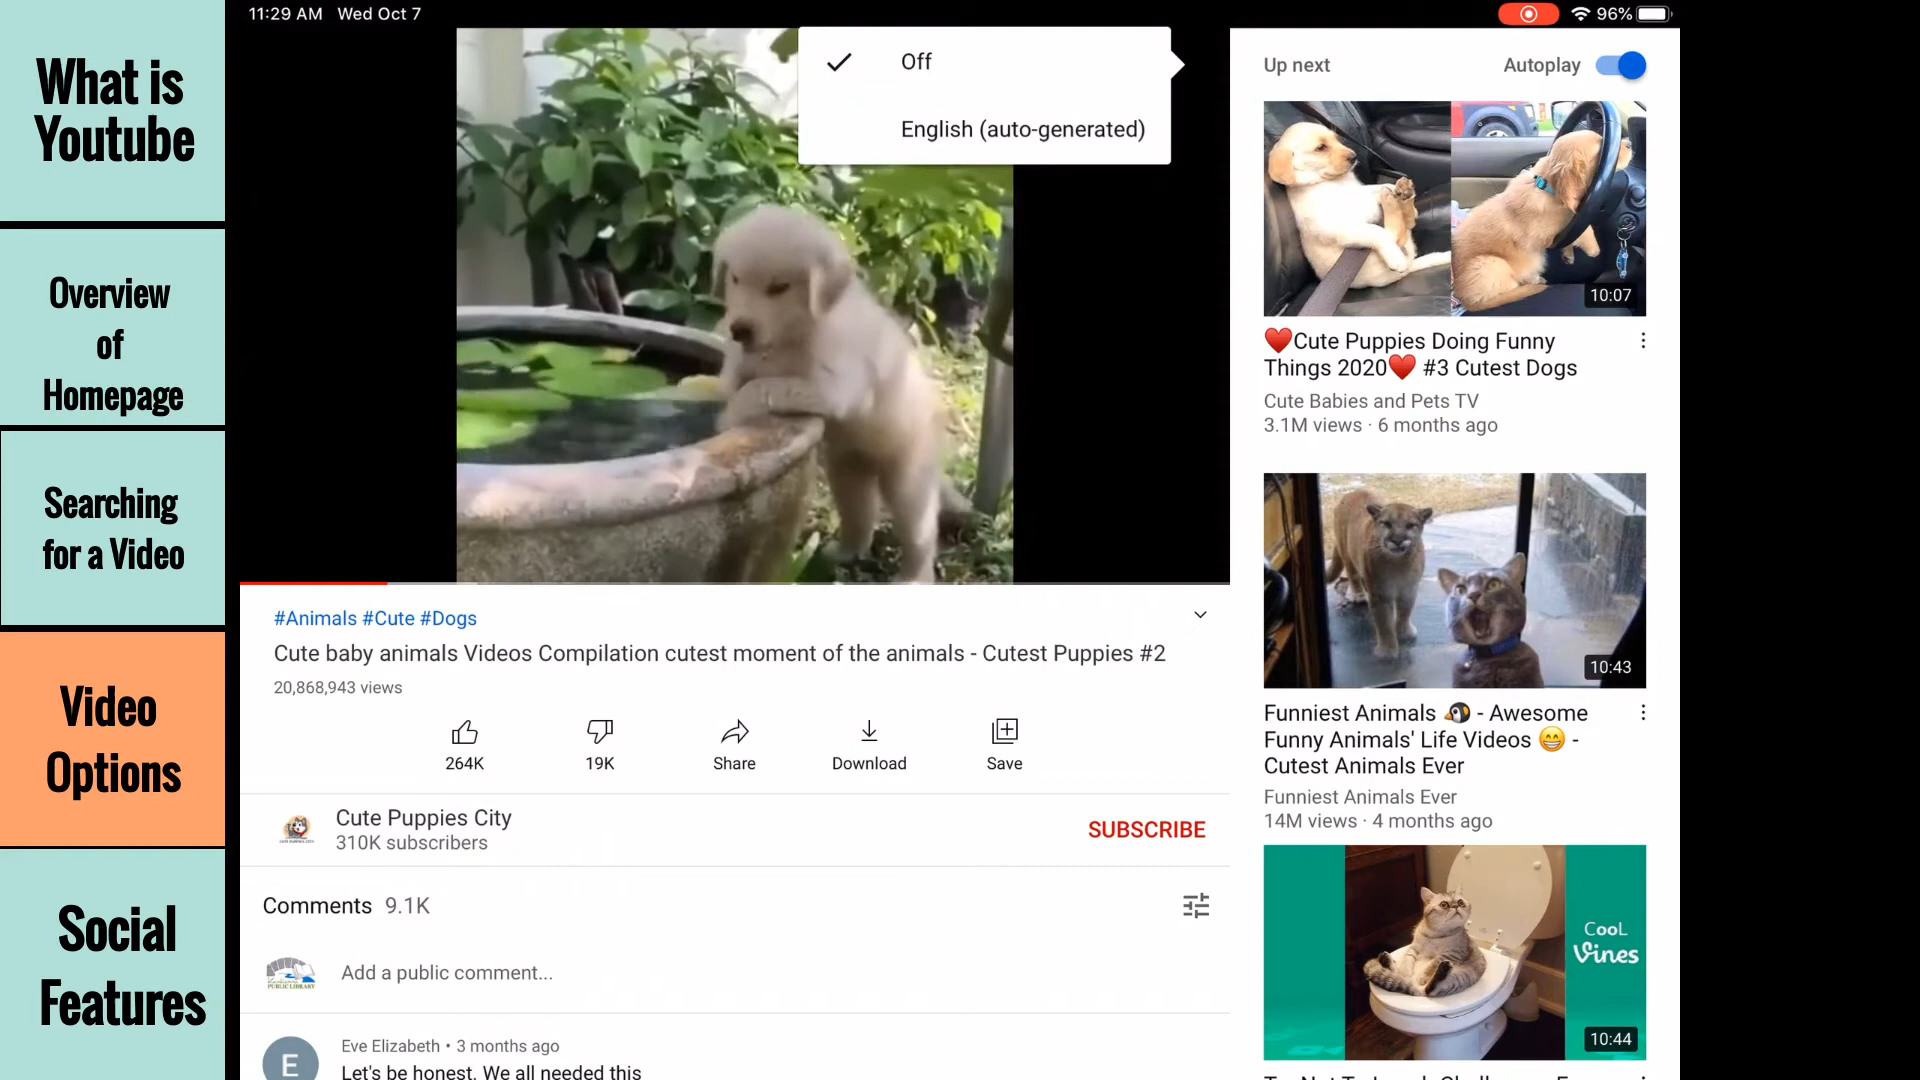 11:29 AM Wed Oct 7
96%
What is
Youtube
Overview
of
Homepage
Searching
for a Video
Video
Options
Social
Features
Off
English (auto-generated)
#Animals #Cute #Dogs
Cute baby animals Videos Compilation cutest moment of the animals - Cutest Puppies #2
20,868,943 views
264K
19K
Share
Download
Save
Cute Puppies City
310K subscribers
SUBSCRIBE
Comments 9.1K
PUBLIC LIBRARY
Add a public comment...
E
Eve Elizabeth • 3 months ago
Let's be honest. We all needed this
Up next
Autoplay
10:07
❤️Cute Puppies Doing Funny
Things 2020❤️ #3 Cutest Dogs
Cute Babies and Pets TV
3.1M views · 6 months ago
10:43
Funniest Animals 🐧 - Awesome
Funny Animals' Life Videos 😁 -
Cutest Animals Ever
Funniest Animals Ever
14M views · 4 months ago
CooL
Vines
10:44